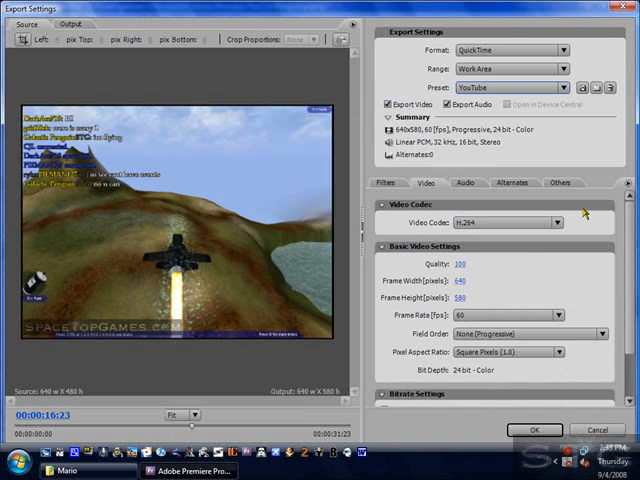 Export Settings
Source Output
Left: pix Top: pix Right: pix Bottom: Crop Proportions: None
Export Settings
Format: QuickTime
Range: Work Area
Preset: YouTube
Export Video Export Audio Open in Device Central
Summary
640x580, 60 [fps], Progressive, 24 bit - Color
Linear PCM, 32 kHz, 16 bit, Stereo
Alternates:0
Filters Video Audio Alternates Others
Video Codec
Video Codec: H.264
Basic Video Settings
Quality: 100
Frame Width [pixels]: 640
Frame Height [pixels]: 580
Frame Rate [fps]: 60
Field Order: None (Progressive)
Pixel Aspect Ratio: Square Pixels (1.0)
Bit Depth: 24 bit - Color
Bitrate Settings
SpaceTopGames.com
Source: 640 w X 480 h Output: 640 w X 580 h
00:00:16:23 Fit
00:00:00:00 00:00:31:23
OK Cancel
Mario Adobe Premiere Pro...
7:33 PM
Thursday
9/4/2008